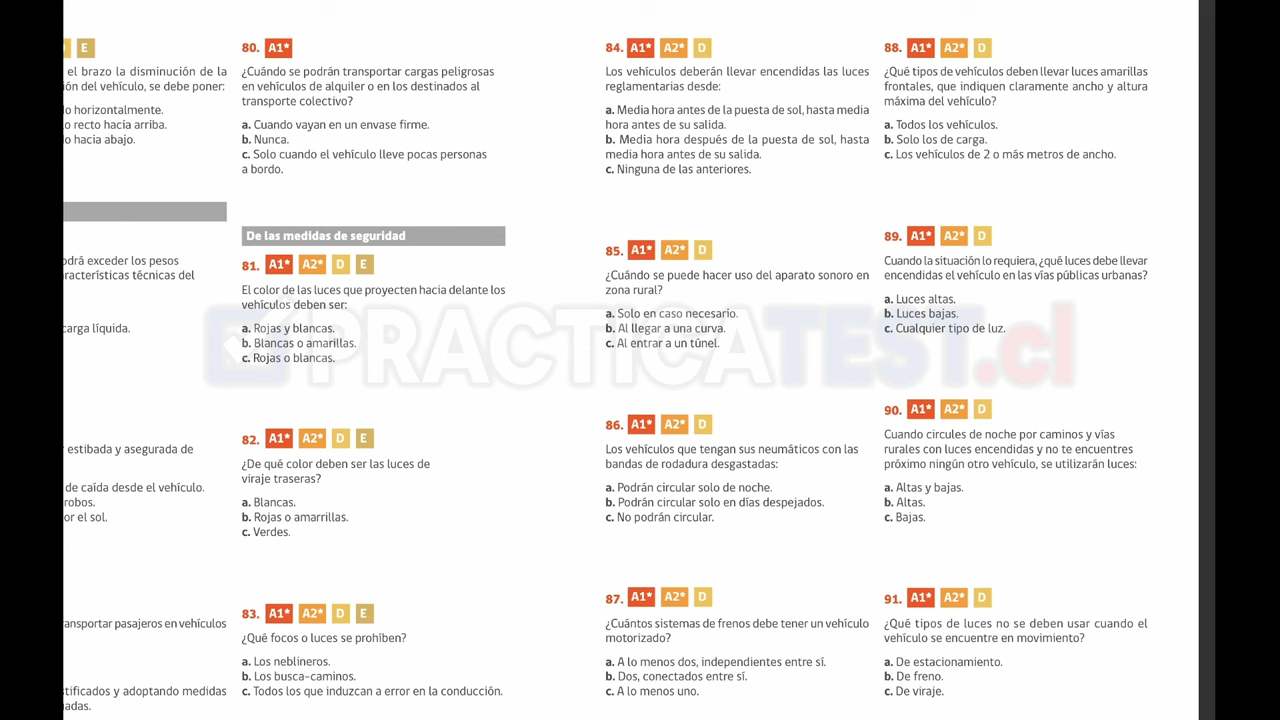 E
el brazo la disminución de la
del vehículo, se debe poner:
horizontalmente.
recto hacia arriba.
hacia abajo.
exceder los pesos
técnicas del
carga líquida.
estibada y asegurada de
de caída desde el vehículo.
robos.
el sol.
pasajeros en vehículos
y adoptando medidas
80. A1*
¿Cuándo se podrán transportar cargas peligrosas
en vehículos de alquiler o en los destinados al
transporte colectivo?
a. Cuando vayan en un envase firme.
b. Nunca.
c. Solo cuando el vehículo lleve pocas personas
a bordo.
De las medidas de seguridad
81. A1* A2* D E
El color de las luces que proyecten hacia delante los
vehículos deben ser:
a. Rojas y blancas.
b. Blancas o amarillas.
c. Rojas o blancas.
82. A1* A2* D E
¿De qué color deben ser las luces de
viraje traseras?
a. Blancas.
b. Rojas o amarrillas.
c. Verdes.
83. A1* A2* D E
¿Qué focos o luces se prohíben?
a. Los neblineros.
b. Los busca-caminos.
c. Todos los que induzcan a error en la conducción.
84. A1* A2* D
Los vehículos deberán llevar encendidas las luces
reglamentarias desde:
a. Media hora antes de la puesta de sol, hasta media
hora antes de su salida.
b. Media hora después de la puesta de sol, hasta
media hora antes de su salida.
c. Ninguna de las anteriores.
85. A1* A2* D
¿Cuándo se puede hacer uso del aparato sonoro en
zona rural?
a. Solo en caso necesario.
b. Al llegar a una curva.
c. Al entrar a un túnel.
86. A1* A2* D
Los vehículos que tengan sus neumáticos con las
bandas de rodadura desgastadas:
a. Podrán circular solo de noche.
b. Podrán circular solo en días despejados.
c. No podrán circular.
87. A1* A2* D
¿Cuántos sistemas de frenos debe tener un vehículo
motorizado?
a. A lo menos dos, independientes entre sí.
b. Dos, conectados entre sí.
c. A lo menos uno.
88. A1* A2* D
¿Qué tipos de vehículos deben llevar luces amarillas
frontales, que indiquen claramente ancho y altura
máxima del vehículo?
a. Todos los vehículos.
b. Solo los de carga.
c. Los vehículos de 2 o más metros de ancho.
89. A1* A2* D
Cuando la situación lo requiera, ¿qué luces debe llevar
encendidas el vehículo en las vías públicas urbanas?
a. Luces altas.
b. Luces bajas.
c. Cualquier tipo de luz.
90. A1* A2* D
Cuando circules de noche por caminos y vías
rurales con luces encendidas y no te encuentres
próximo ningún otro vehículo, se utilizarán luces:
a. Altas y bajas.
b. Altas.
c. Bajas.
91. A1* A2* D
¿Qué tipos de luces no se deben usar cuando el
vehículo se encuentre en movimiento?
a. De estacionamiento.
b. De freno.
c. De viraje.
PRACTICATEST.cl